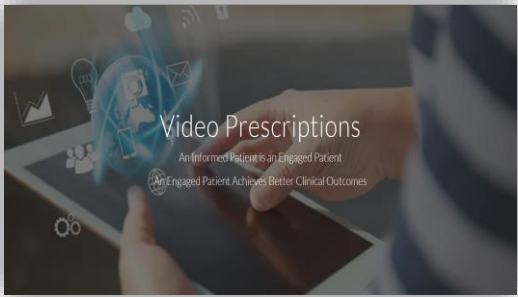 Video Prescriptions
An Informed Patient is an Engaged Patient
An Engaged Patient Achieves Better Clinical Outcomes